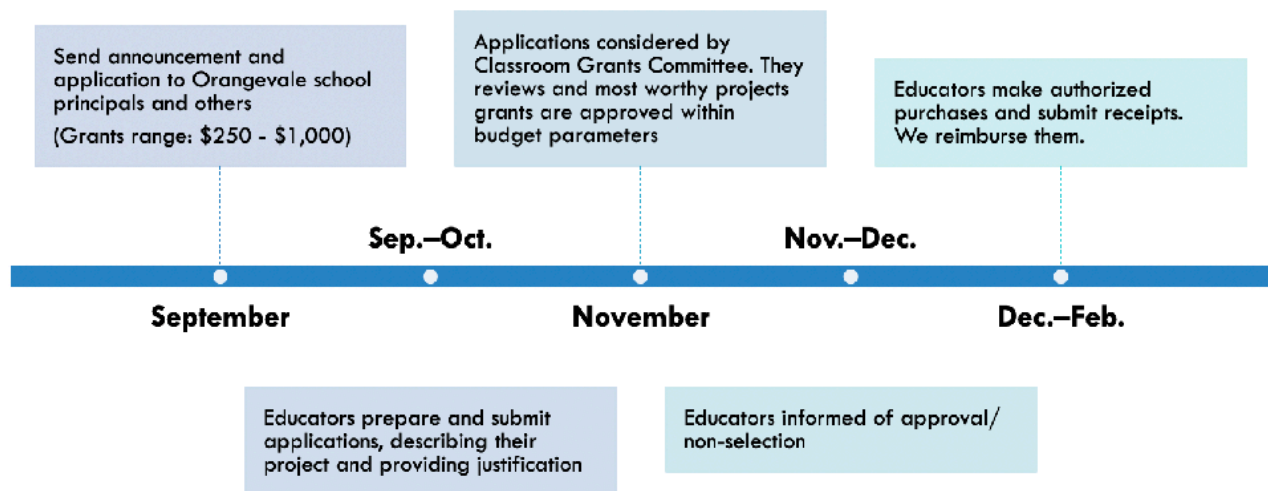 Send announcement and
application to Orangevale school
principals and others
(Grants range: $250 - $1,000)
Applications considered by
Classroom Grants Committee. They
reviews and most worthy projects
grants are approved within
budget parameters
Educators make authorized
purchases and submit receipts.
We reimburse them.
Sep.–Oct.
Nov.–Dec.
September
November
Dec.–Feb.
Educators prepare and submit
applications, describing their
project and providing justification
Educators informed of approval/
non-selection